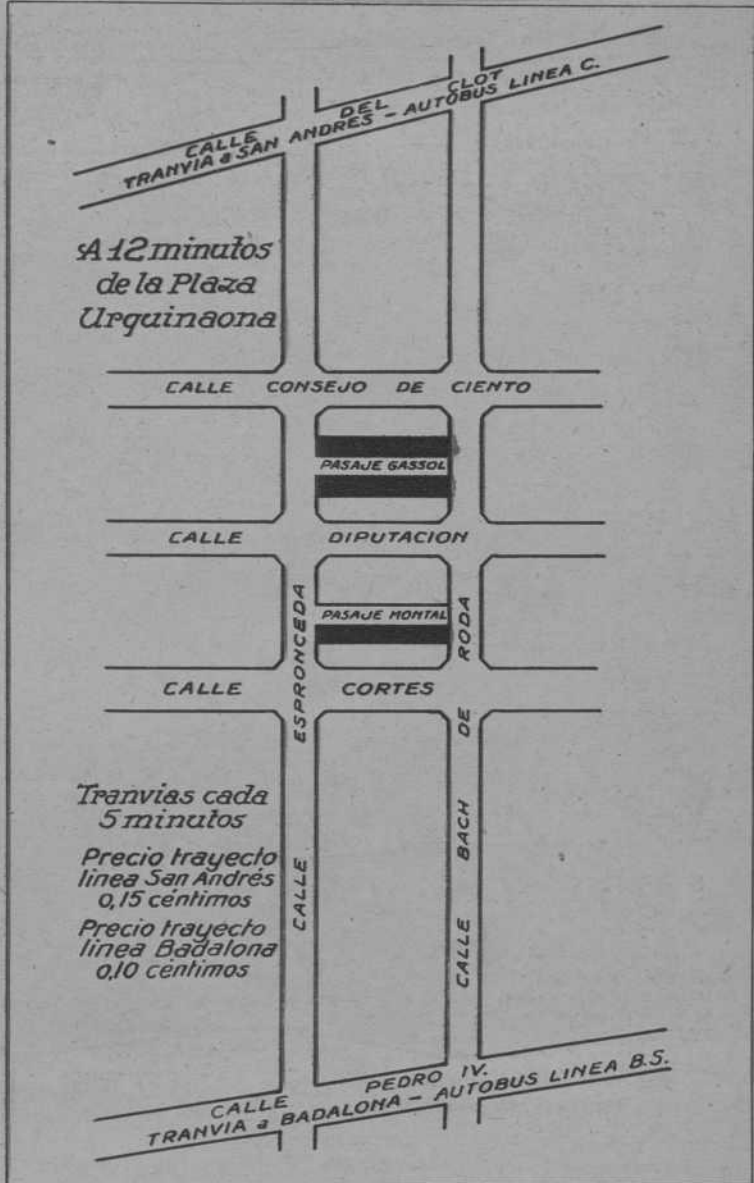 CALLE DEL CLOT
TRANVIA a SAN ANDRES - AUTOBUS LINEA C.
A 12 minutos
de la Plaza
Urquinaona
CALLE CONSEJO DE CIENTO
PASAJE GASSOL
CALLE DIPUTACION
PASAJE MONTAL
CALLE CORTES
CALLE ESPRONCEDA
CALLE BACH DE RODA
Tranvias cada
5 minutos
Precio trayecto
linea San Andrés
0,15 céntimos
Precio trayecto
linea Badalona
0,10 céntimos
CALLE PEDRO IV.
TRANVIA a BADALONA - AUTOBUS LINEA B.S.